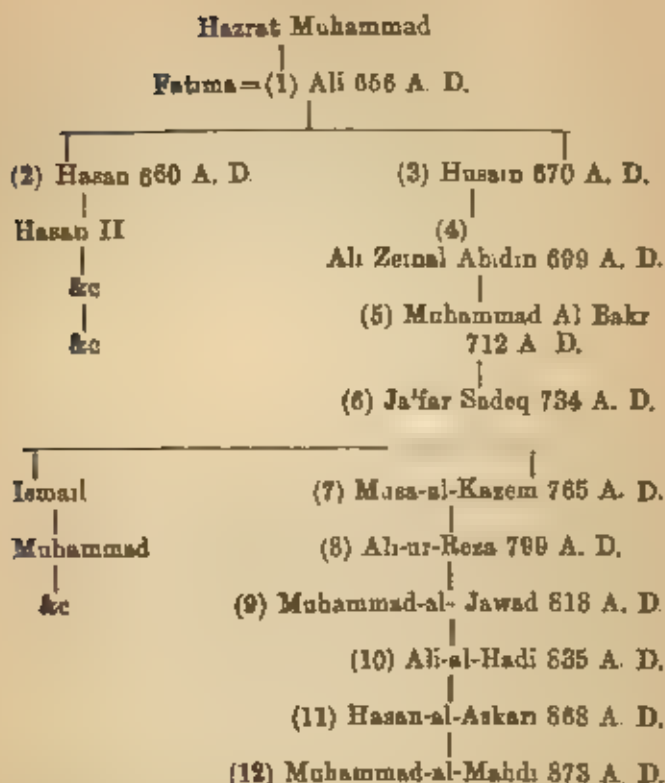 Hazrat Muhammad
Fatima=(1) Ali 656 A. D.
(2) Hasan 660 A. D. (3) Husain 670 A. D.
Hasan II (4)
Ali Zeinal Abidin 699 A. D.
&c (5) Muhammad Al Bakr
&c 712 A D.
(6) Ja'far Sadeq 734 A. D.
Ismail (7) Musa-al-Kazem 765 A. D.
Muhammad (8) Ali-ur-Reza 799 A. D.
&c (9) Muhammad-al- Jawad 818 A. D
(10) Ali-al-Hadi 835 A. D.
(11) Hasan-al-Askari 868 A. D.
(12) Muhammad-al-Mahdi 873 A. D.